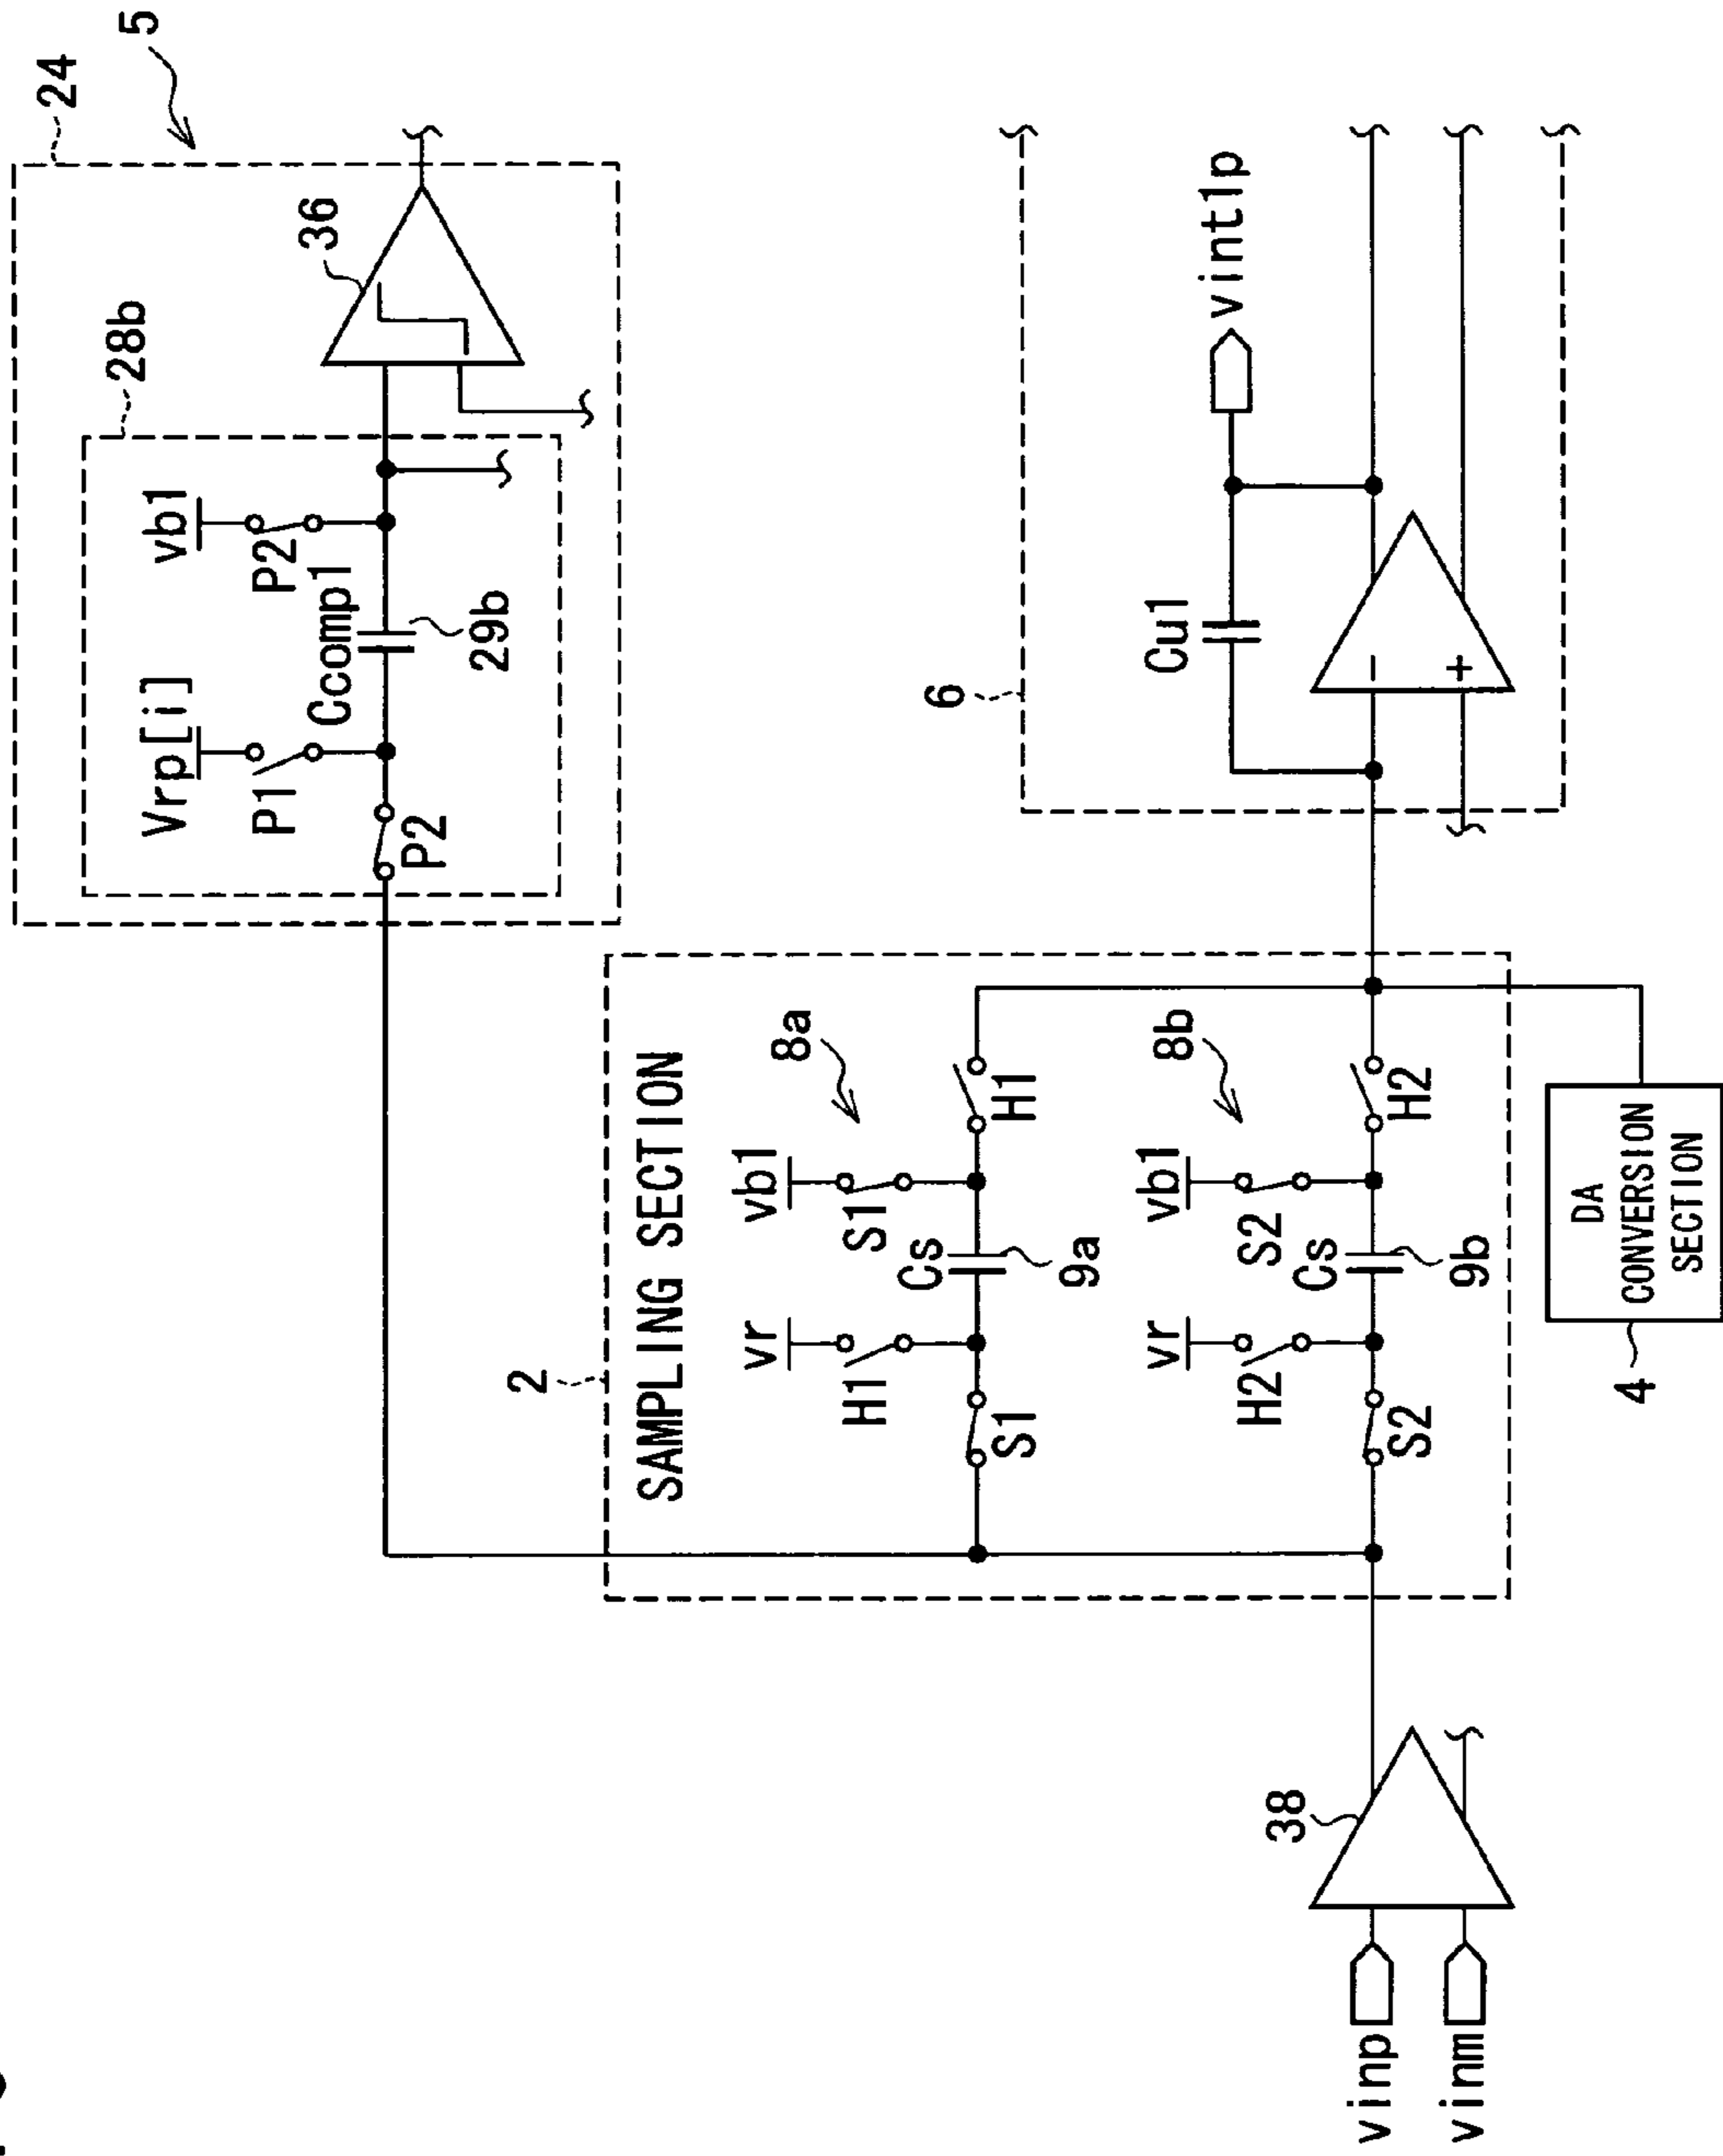 24
5
28b
36
Vrp[i]
vb1
P1
P2
Ccomp1
P2
29b
2
SAMPLING SECTION
8a
vr
vb1
H1
S1
Cs
S1
H1
9a
8b
vr
vb1
H2
S2
Cs
S2
H2
9b
6
Cu1
vint1p
−
+
38
vinp
vinm
4
DA
CONVERSION
SECTION